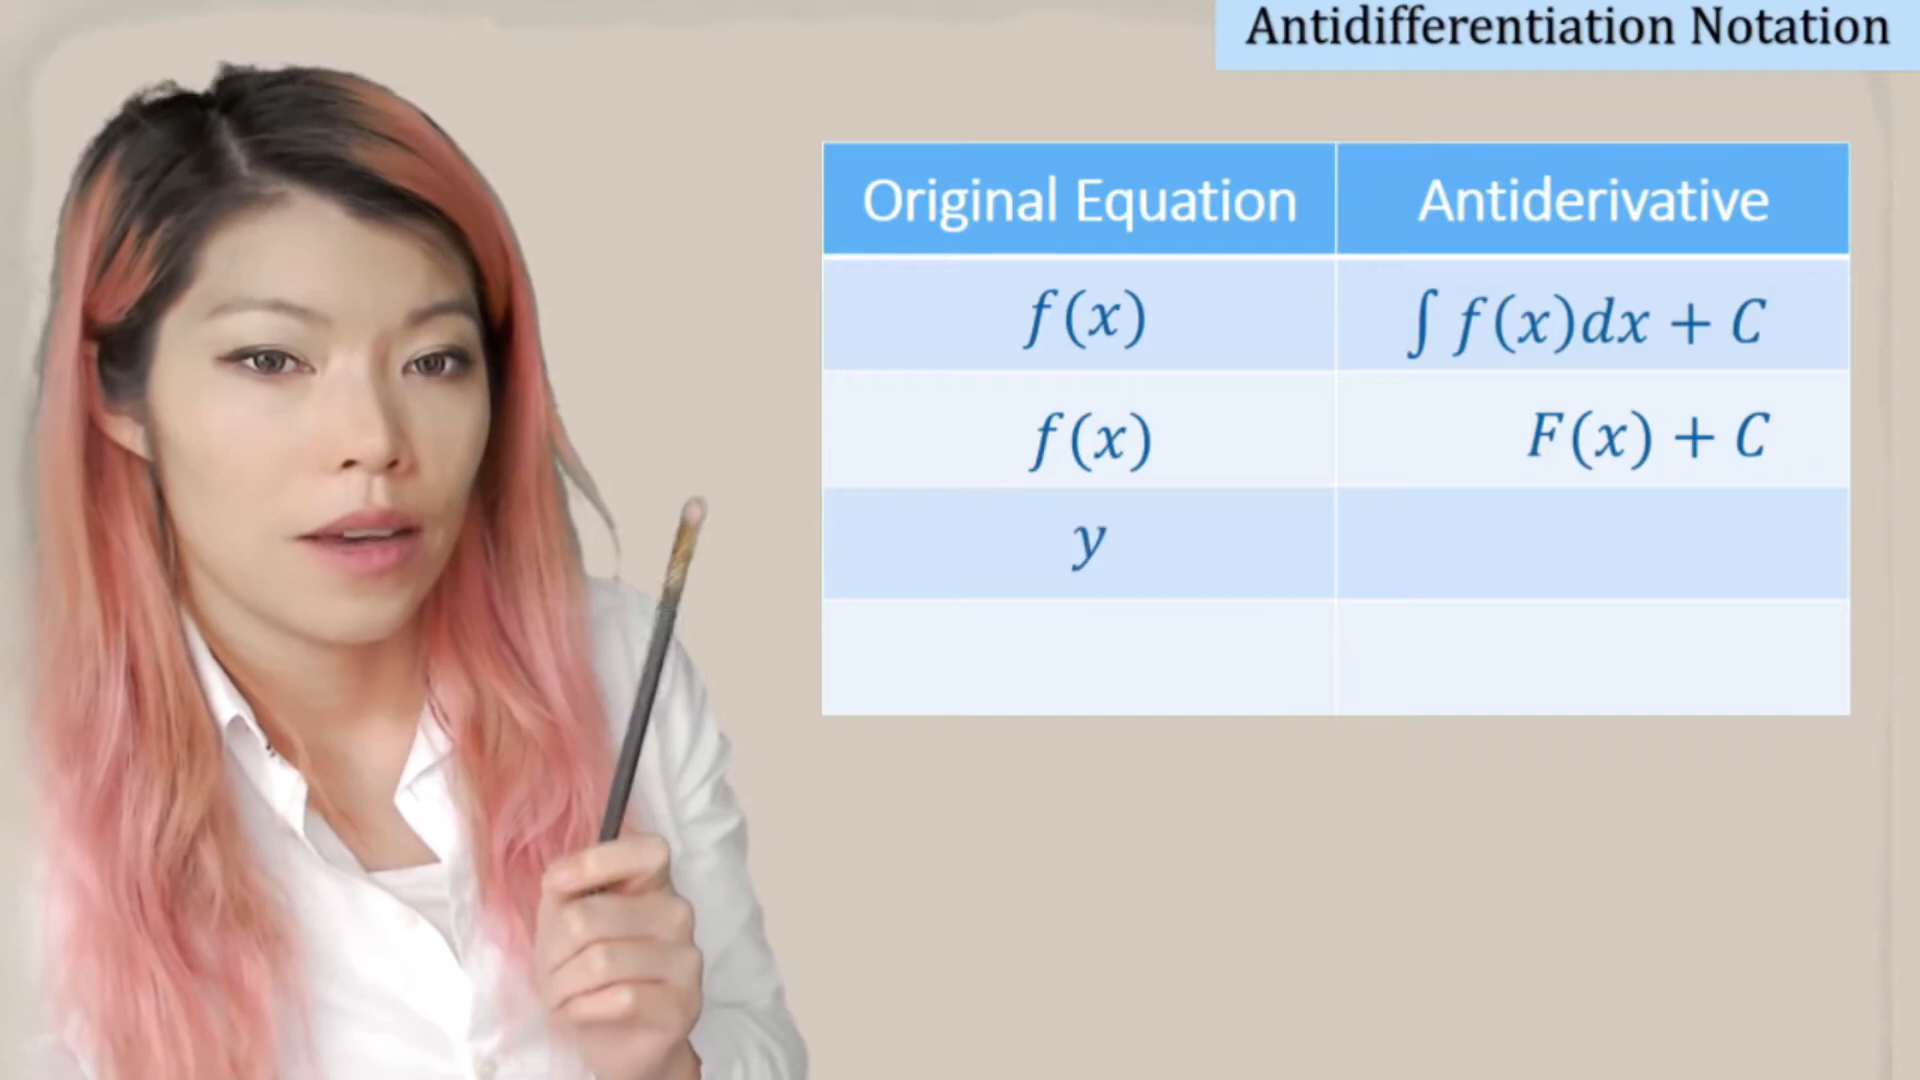 Antidifferentiation Notation
Original Equation Antiderivative
f(x) ∫ f(x)dx + C
f(x) F(x) + C
y